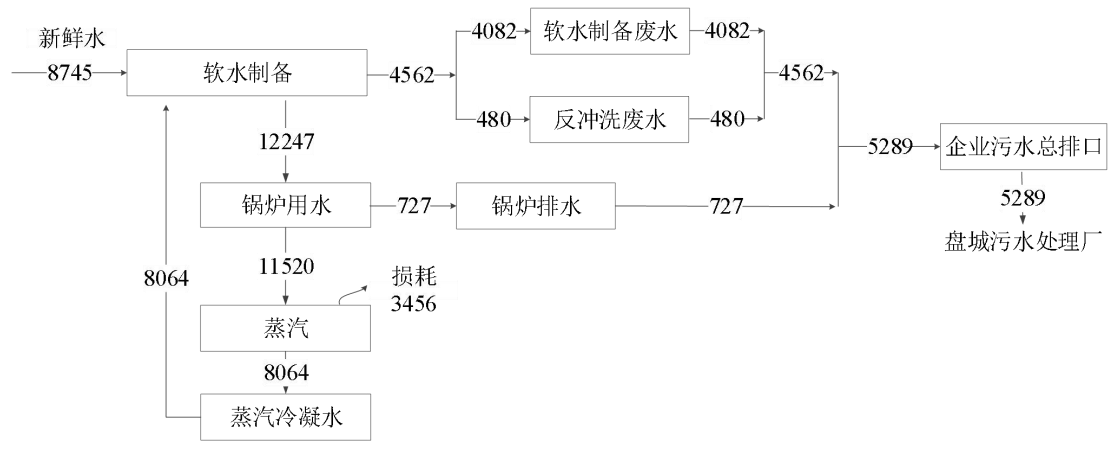 新鲜水
8745
软水制备
4562
4082
软水制备废水
4082
480
反冲洗废水
480
4562
12247
锅炉用水
727
锅炉排水
727
5289
企业污水总排口
5289
盘城污水处理厂
11520
损耗
3456
蒸汽
8064
8064
蒸汽冷凝水